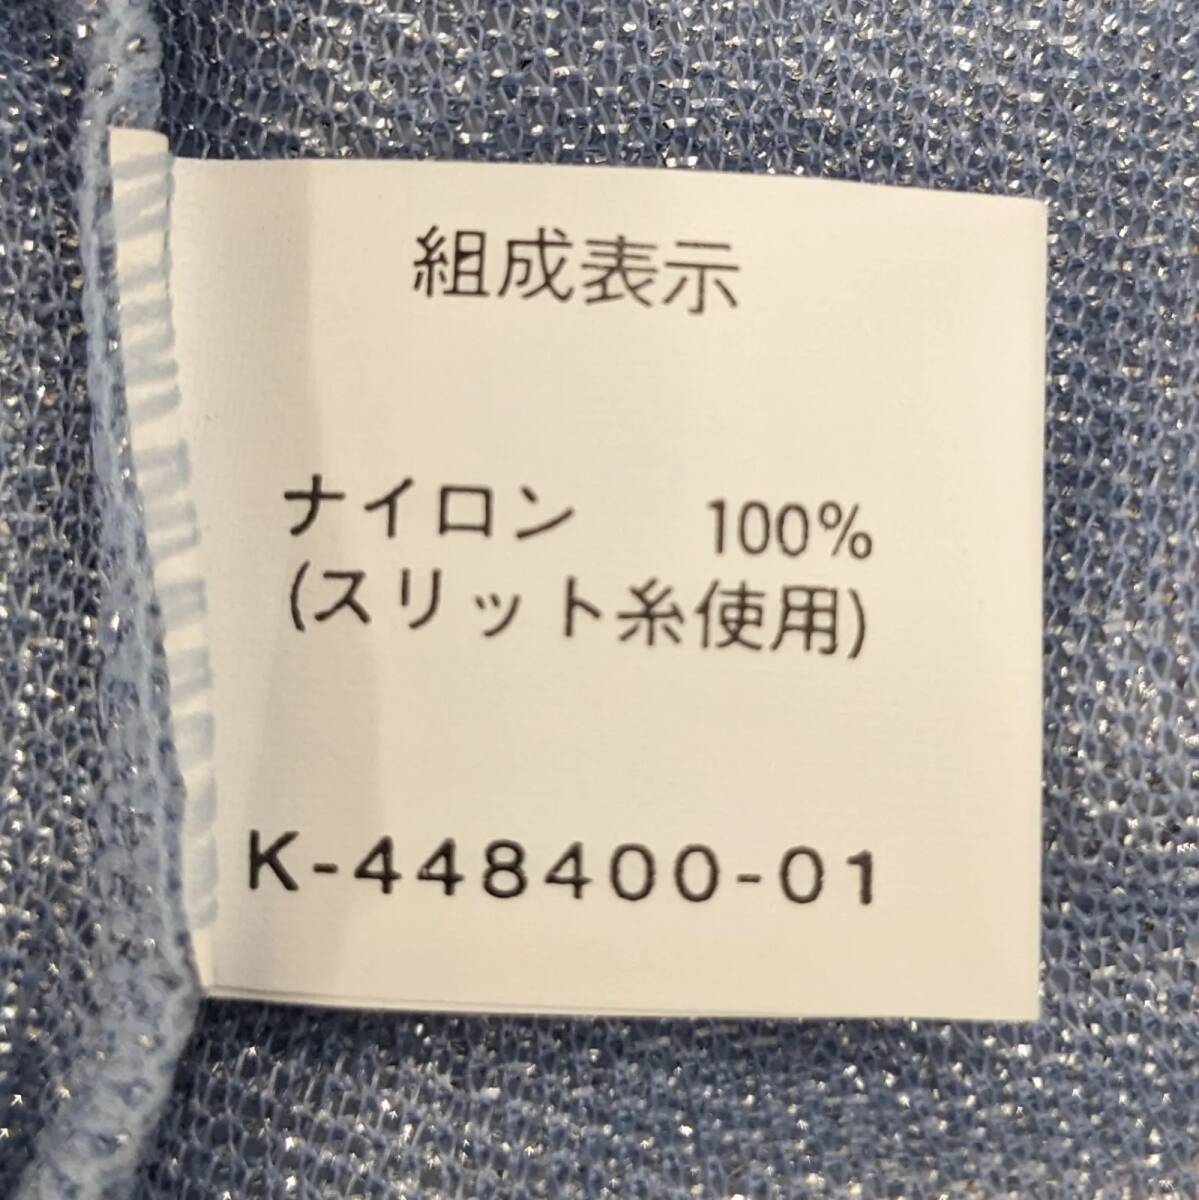 組成表示
ナイロン 100%
(スリット糸使用)
K-448400-01